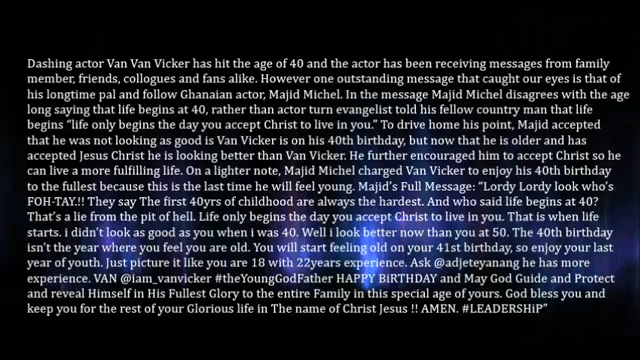 Dashing actor Van Van Vicker has hit the age of 40 and the actor has been receiving messages from family
member, friends, collogues and fans alike. However one outstanding message that caught our eyes is that of
his longtime pal and follow Ghanaian actor, Majid Michel. In the message Majid Michel disagrees with the age
long saying that life begins at 40, rather than actor turn evangelist told his fellow country man that life
begins “life only begins the day you accept Christ to live in you.” To drive home his point, Majid accepted
that he was not looking as good is Van Vicker is on his 40th birthday, but now that he is older and has
accepted Jesus Christ he is looking better than Van Vicker. He further encouraged him to accept Christ so he
can live a more fulfilling life. On a lighter note, Majid Michel charged Van Vicker to enjoy his 40th birthday
to the fullest because this is the last time he will feel young. Majid’s Full Message: “Lordy Lordy look who’s
FOH-TAY.!! They say The first 40yrs of childhood are always the hardest. And who said life begins at 40?
That’s a lie from the pit of hell. Life only begins the day you accept Christ to live in you. That is when life
starts. i didn’t look as good as you when i was 40. Well i look better now than you at 50. The 40th birthday
isn’t the year where you feel you are old. You will start feeling old on your 41st birthday, so enjoy your last
year of youth. Just picture it like you are 18 with 22years experience. Ask @adjeteyanang he has more
experience. VAN @iam_vanvicker #theYoungGodFather HAPPY BiRTHDAY and May God Guide and Protect
and reveal Himself in His Fullest Glory to the entire Family in this special age of yours. God bless you and
keep you for the rest of your Glorious life in The name of Christ Jesus !! AMEN. #LEADERSHiP”